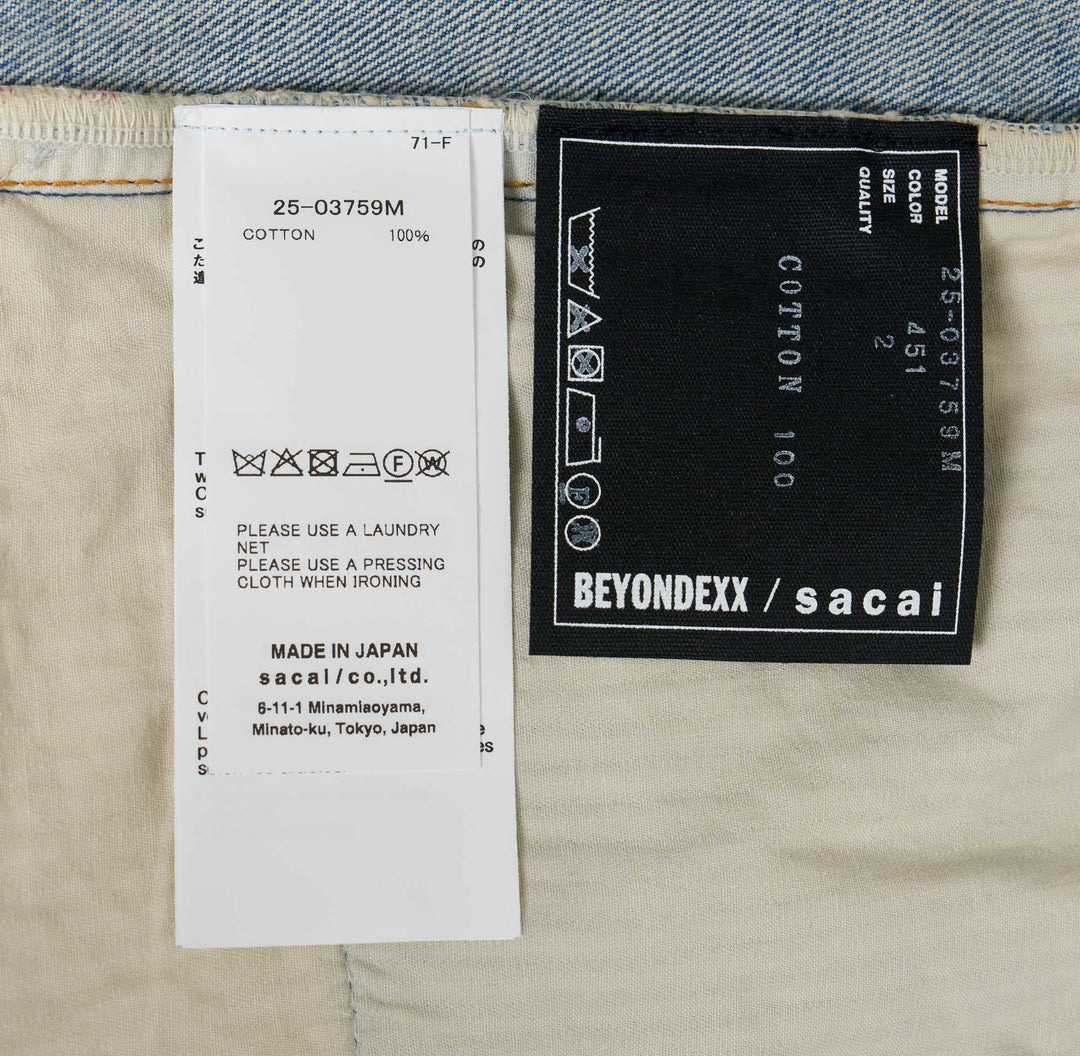 71-F
25-03759M
COTTON 100%
PLEASE USE A LAUNDRY
NET
PLEASE USE A PRESSING
CLOTH WHEN IRONING
MADE IN JAPAN
sacai/co.,ltd.
6-11-1 Minamiaoyama,
Minato-ku, Tokyo, Japan
MODEL 25-03759M
COLOR 451
SIZE 2
QUALITY
COTTON 100
BEYONDEXX / sacai